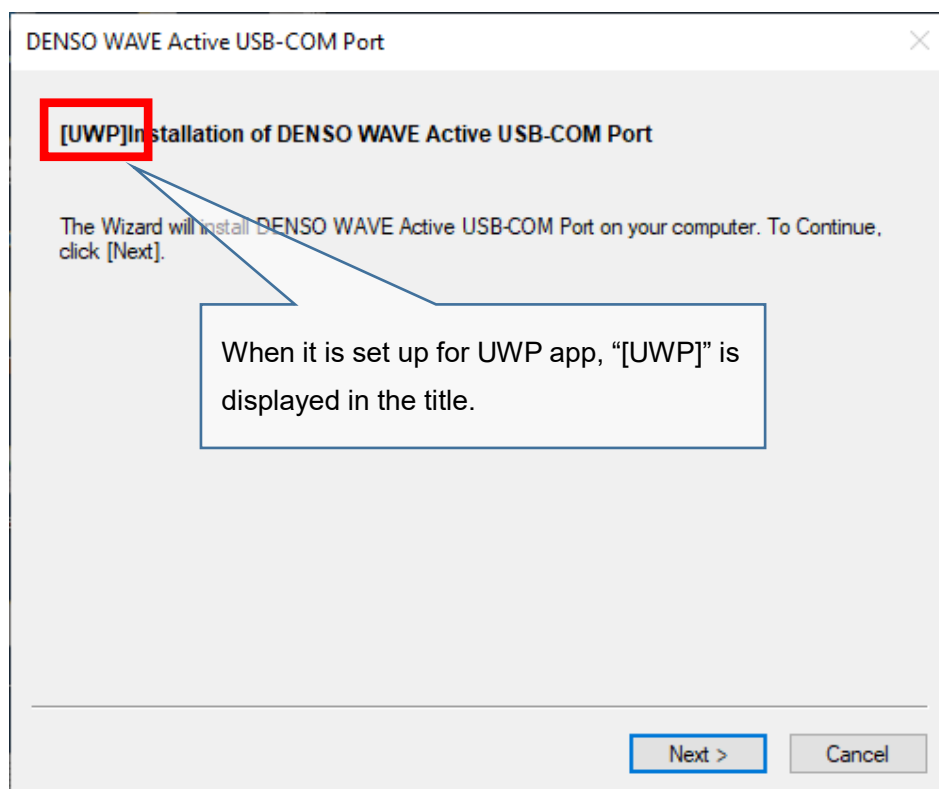 DENSO WAVE Active USB-COM Port
[UWP]Installation of DENSO WAVE Active USB-COM Port
The Wizard will install DENSO WAVE Active USB-COM Port on your computer. To Continue,
click [Next].
When it is set up for UWP app, “[UWP]” is
displayed in the title.
Next >
Cancel